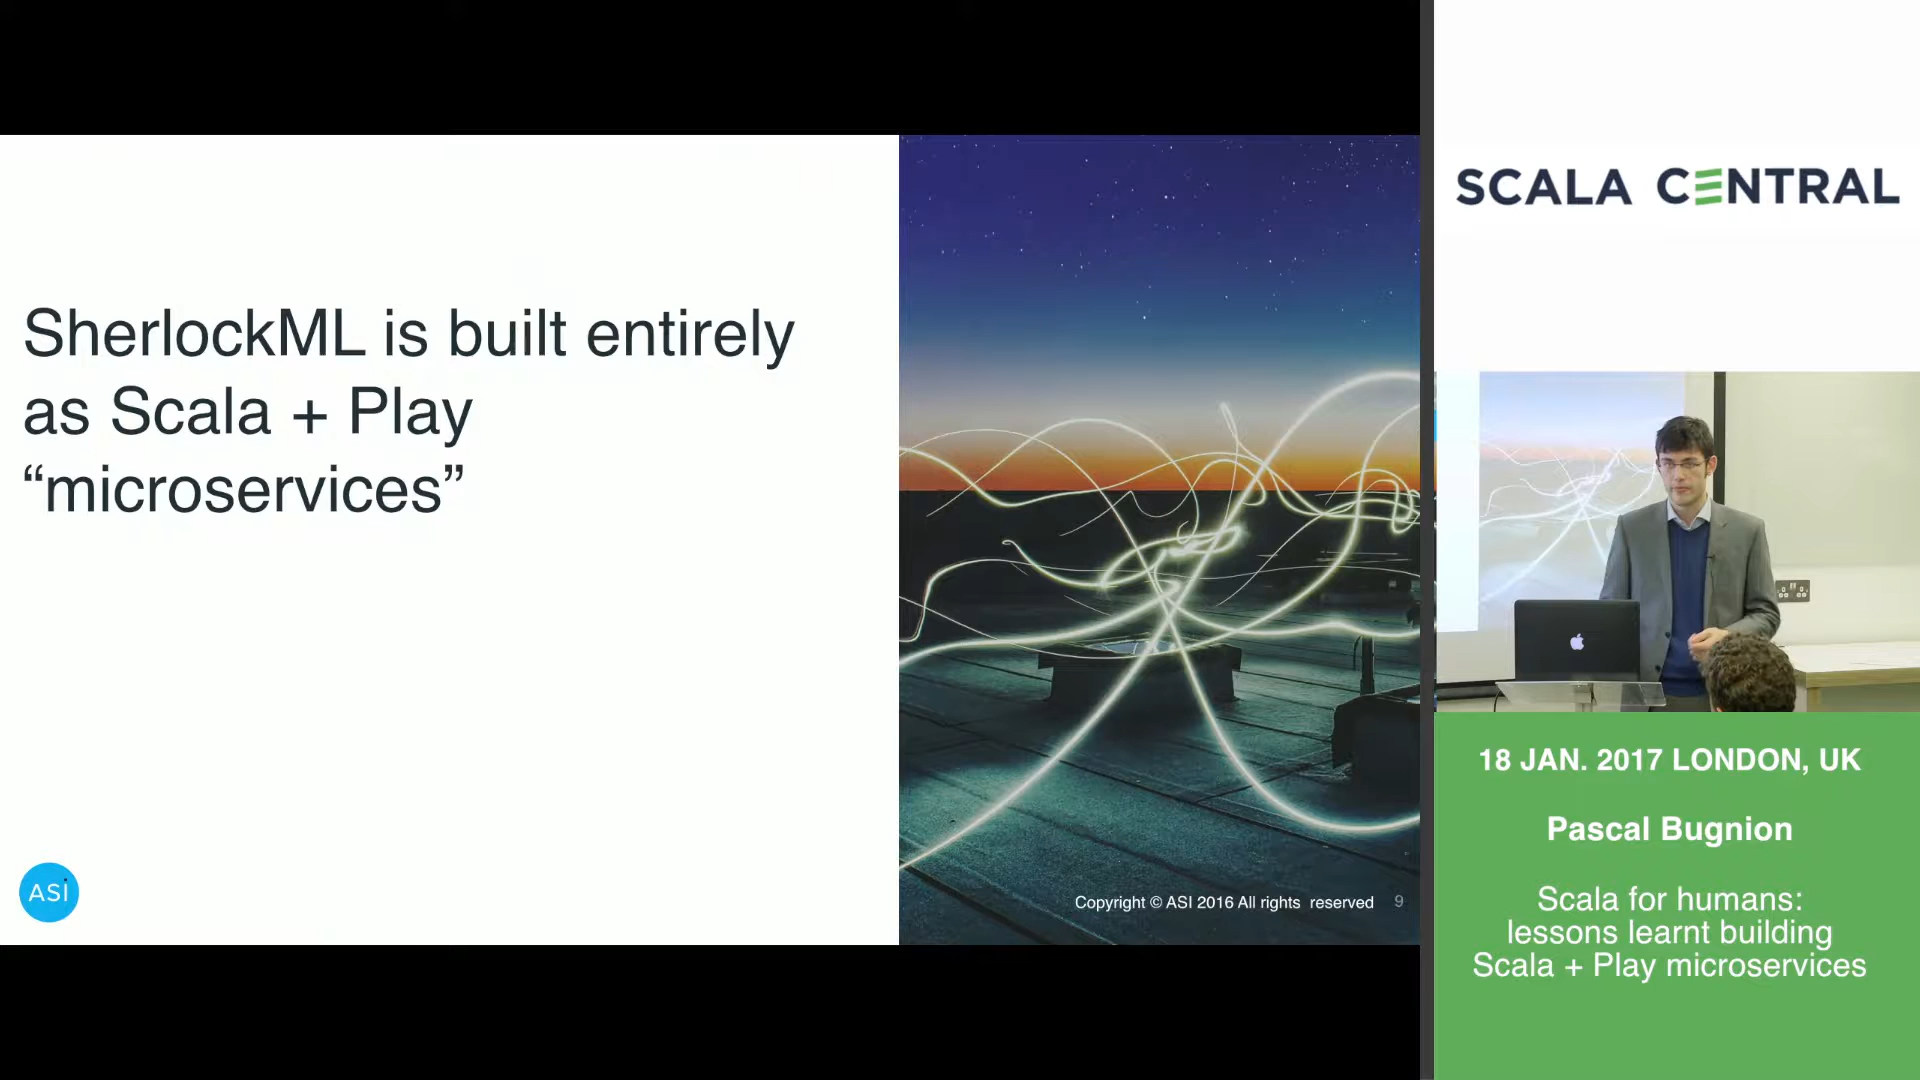 SherlockML is built entirely
as Scala + Play
“microservices”
ASI
Copyright © ASI 2016 All rights reserved 9
SCALA CENTRAL
18 JAN. 2017 LONDON, UK
Pascal Bugnion
Scala for humans:
lessons learnt building
Scala + Play microservices